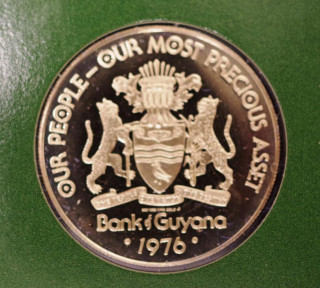 OUR PEOPLE — OUR MOST PRECIOUS ASSET
Bank of Guyana
• 1976 •